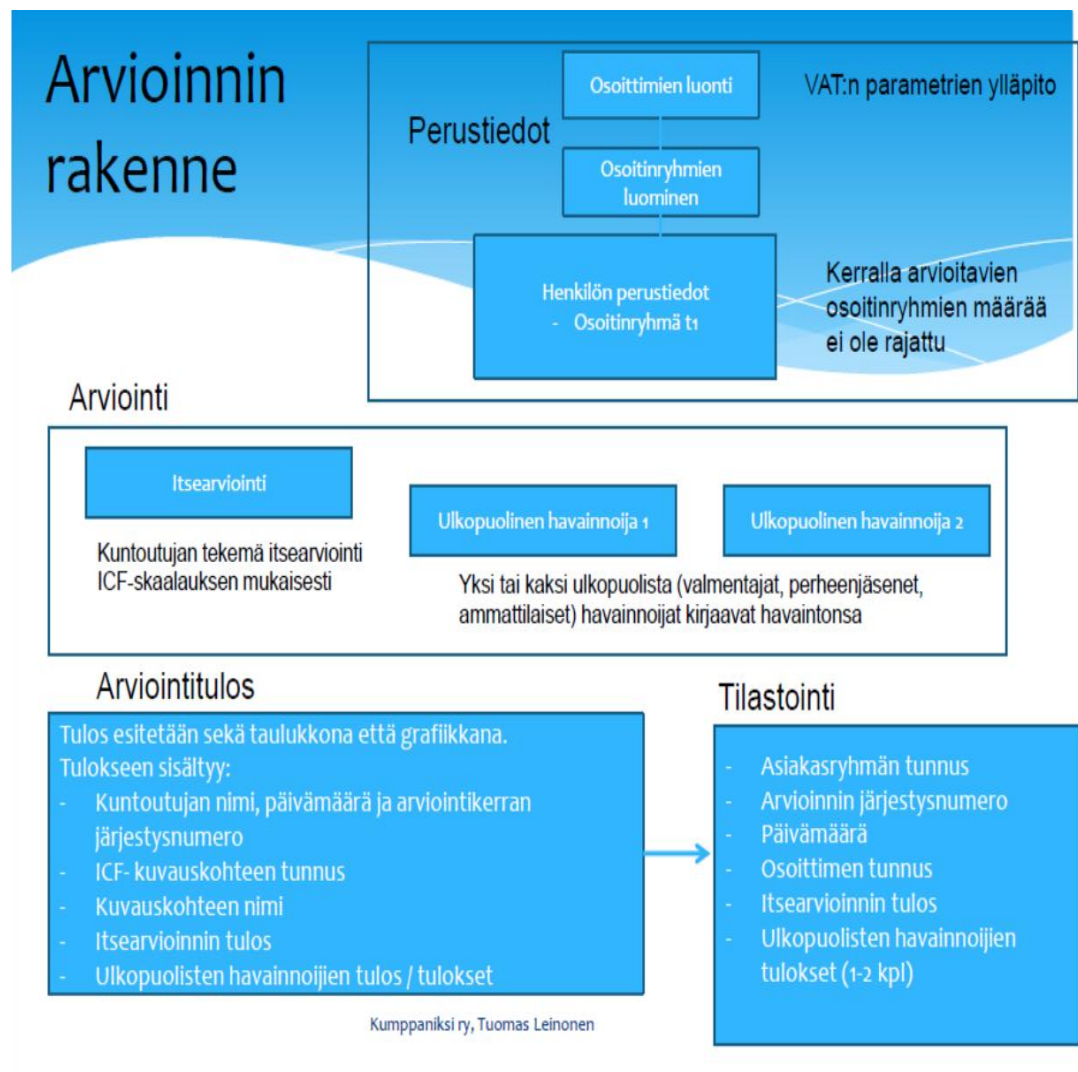 Arvioinnin
rakenne
Perustiedot
Osoittimien luonti
VAT:n parametrien ylläpito
Osoitinryhmien
luominen
Henkilön perustiedot
- Osoitinryhmä t1
Kerralla arvioitavien
osoitinryhmien määrää
ei ole rajattu
Arviointi
Itsearviointi
Kuntoutujan tekemä itsearviointi
ICF-skaalauksen mukaisesti
Ulkopuolinen havainnoija 1
Ulkopuolinen havainnoija 2
Yksi tai kaksi ulkopuolista (valmentajat, perheenjäsenet,
ammattilaiset) havainnoijat kirjaavat havaintonsa
Arviointitulos
Tulos esitetään sekä taulukkona että grafiikkana.
Tulokseen sisältyy:
- Kuntoutujan nimi, päivämäärä ja arviointikerran
järjestysnumero
- ICF- kuvauskohteen tunnus
- Kuvauskohteen nimi
- Itsearvioinnin tulos
- Ulkopuolisten havainnoijien tulos / tulokset
Tilastointi
- Asiakasryhmän tunnus
- Arvioinnin järjestysnumero
- Päivämäärä
- Osoittimen tunnus
- Itsearvioinnin tulos
- Ulkopuolisten havainnoijien
tulokset (1-2 kpl)
Kumppaniksi ry, Tuomas Leinonen